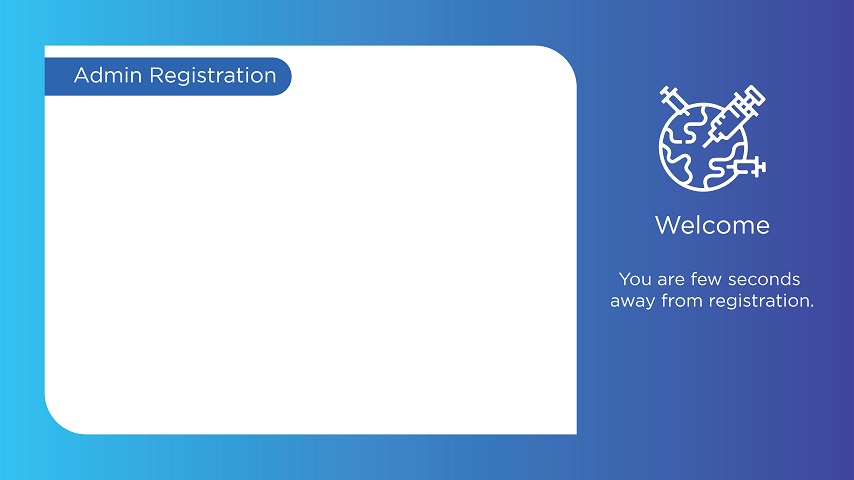 Admin Registration
Welcome
You are few seconds
away from registration.